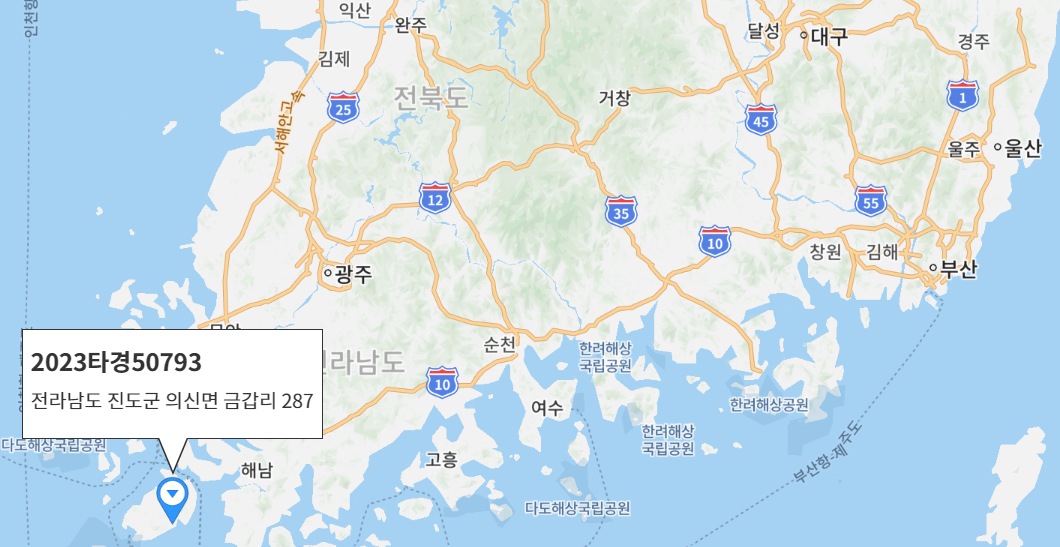 익산
완주
인천항
달성
대구
경주
김제
전북도
거창
25
서해안고속
45
1
울주
울산
12
35
55
10
창원
김해
부산
광주
무안
2023타경50793
전라남도 진도군 의신면 금갑리 287
라남도
순천
한려해상
국립공원
10
여수
한려해상공원
다도해상국립공원
한려해상
국립공원
해남
고흥
부산항-제주도
다도해상국립공원